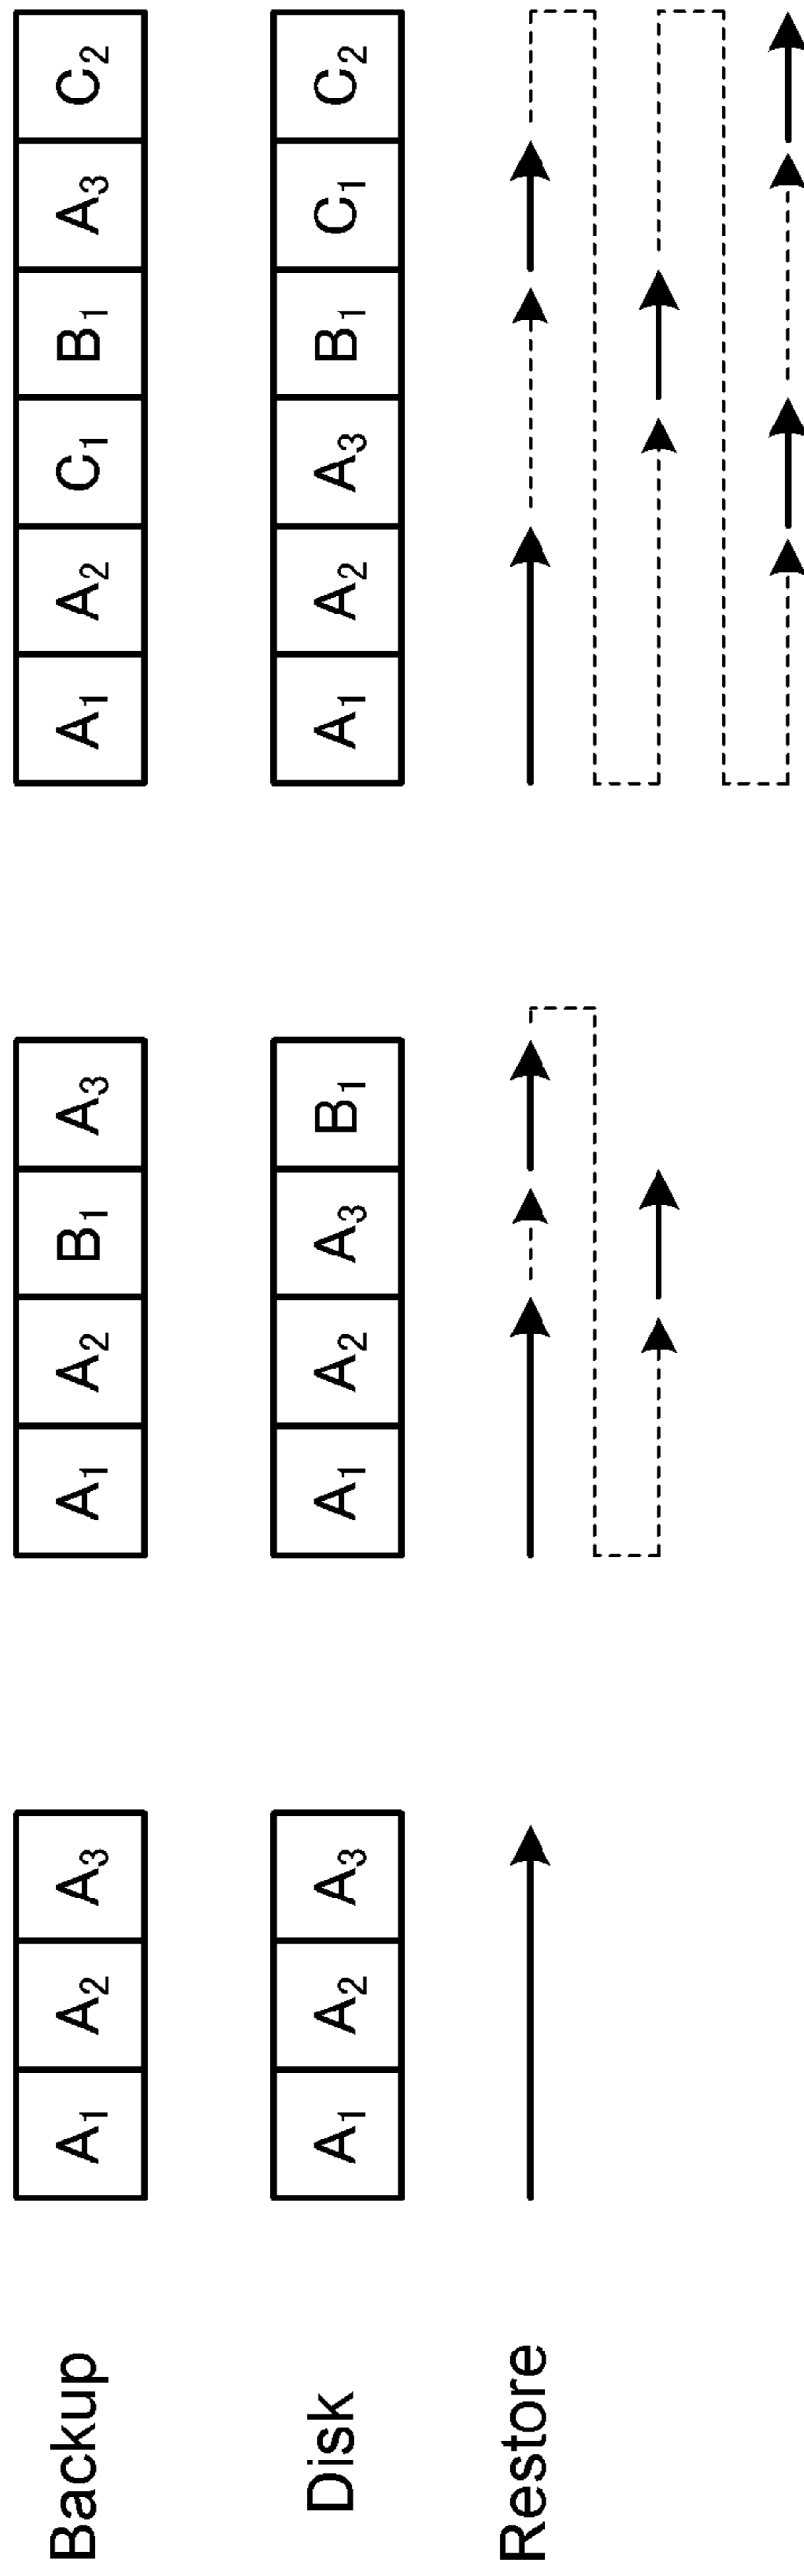 Backup A1 A2 A3 A1 A2 B1 A3 A1 A2 C1 B1 A3 C2
Disk A1 A2 A3 A1 A2 A3 B1 A1 A2 A3 B1 C1 C2
Restore